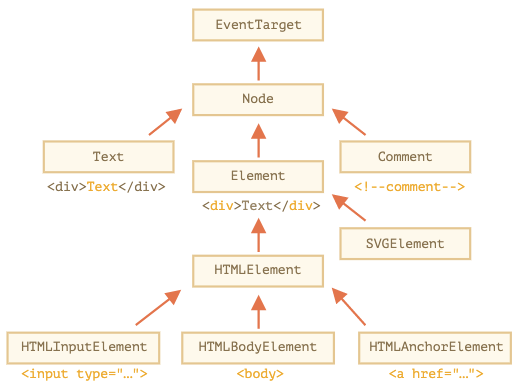 EventTarget
Node
Text
Element
Comment
<div>Text</div>
<div>Text</div>
<!--comment-->
SVGElement
HTMLElement
HTMLInputElement
HTMLBodyElement
HTMLAnchorElement
<input type="…">
<body>
<a href="…">